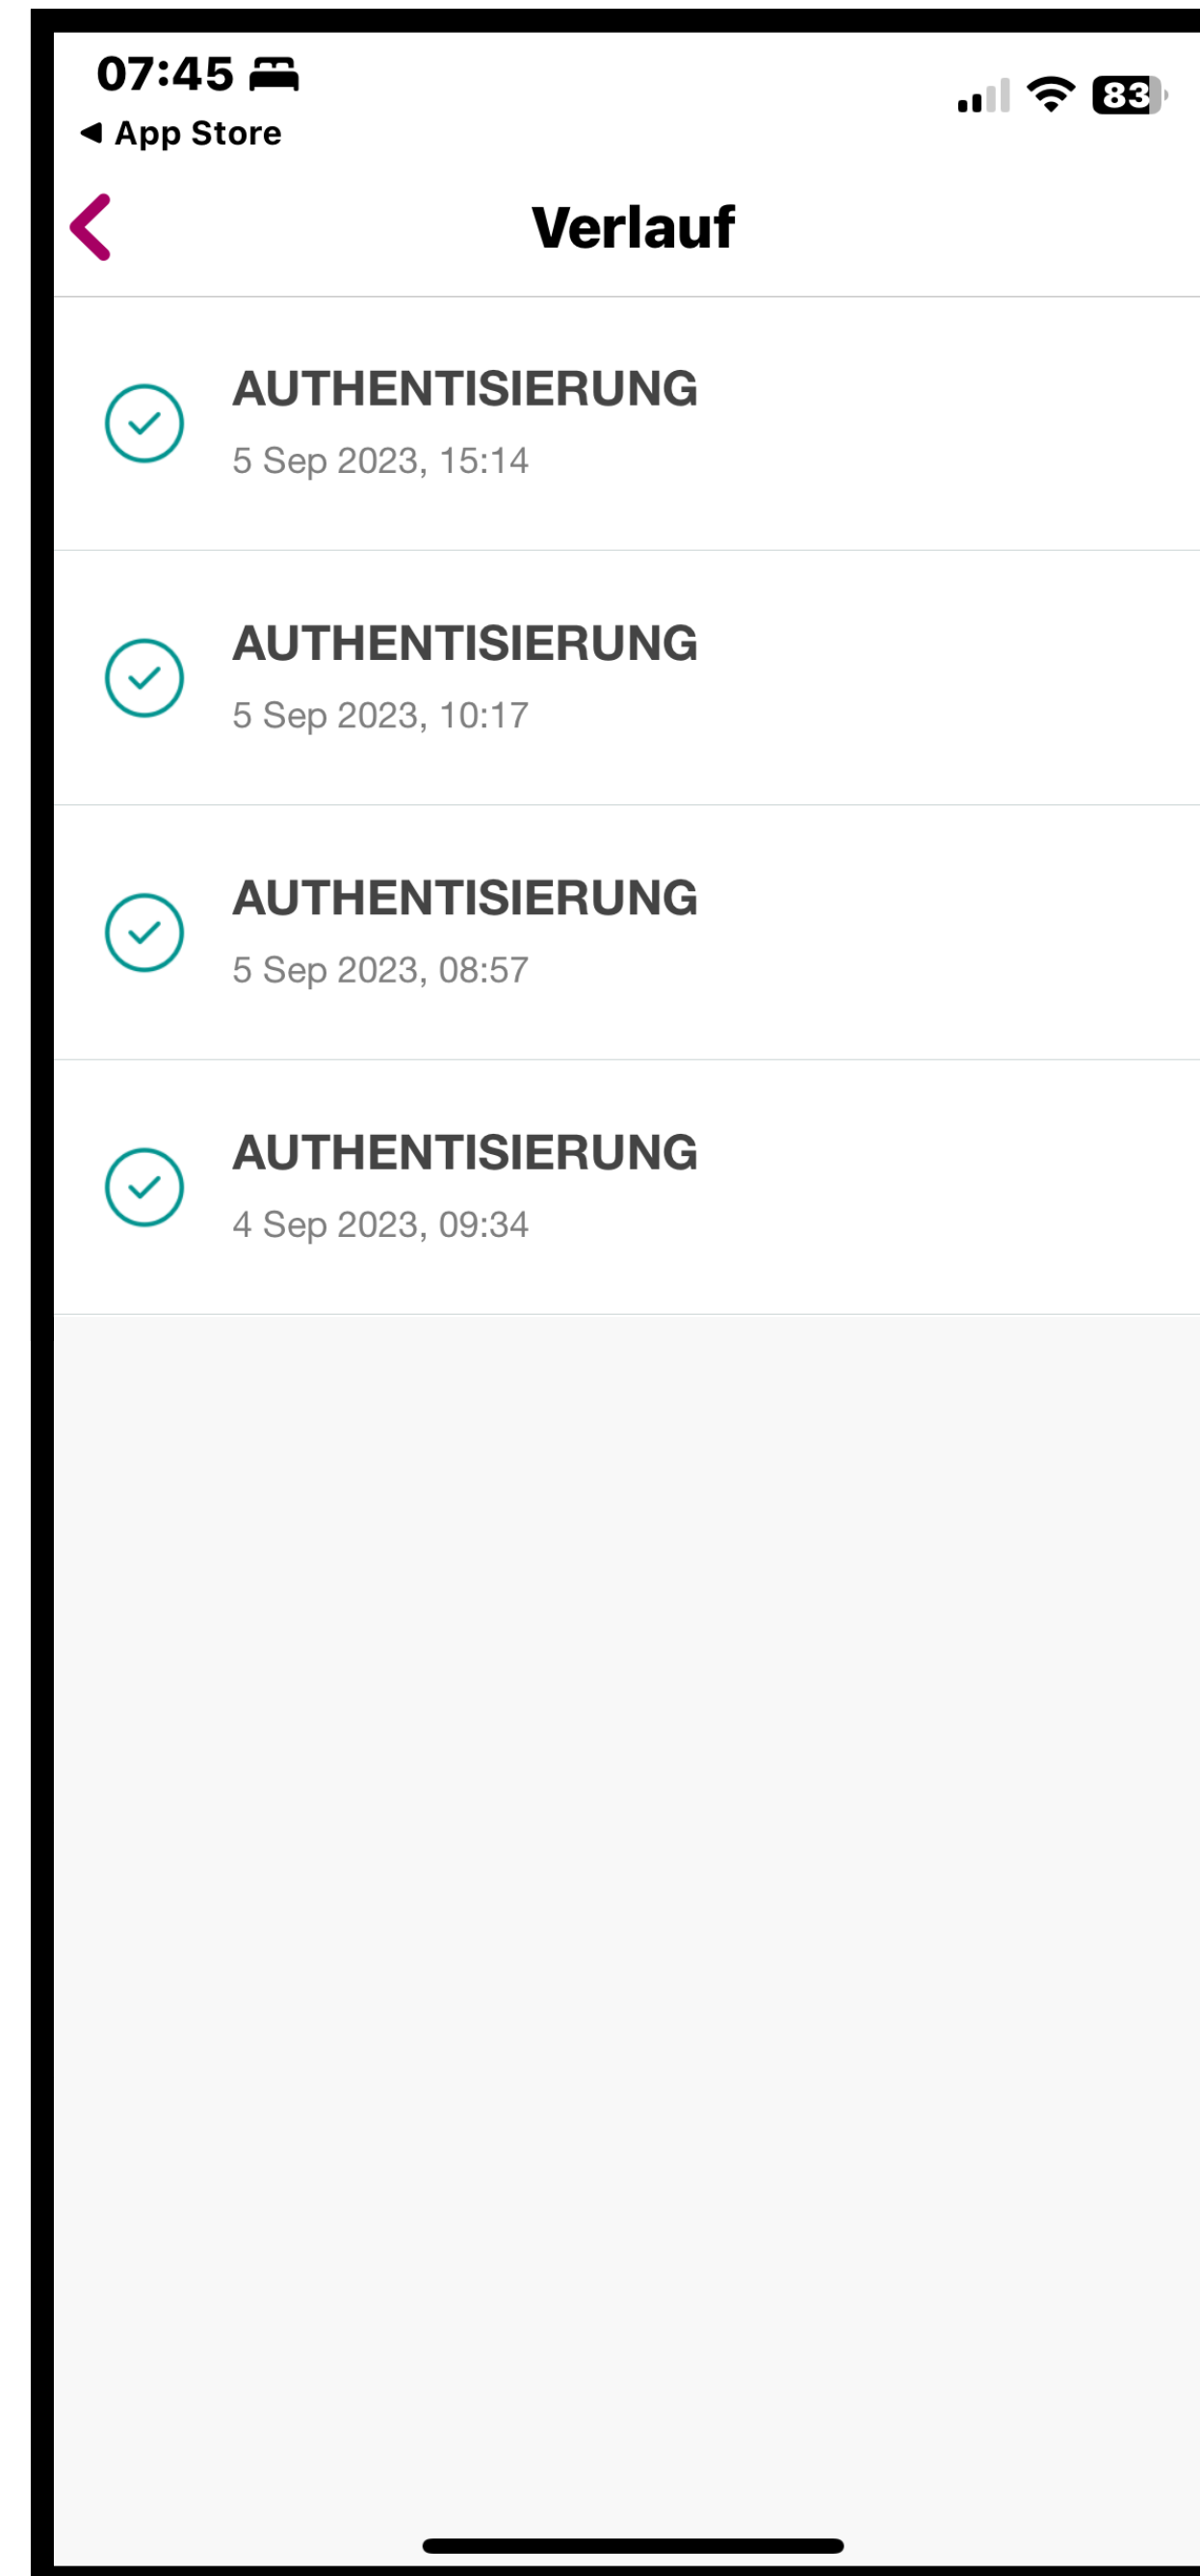 07:45
App Store
83
Verlauf
AUTHENTISIERUNG
5 Sep 2023, 15:14
AUTHENTISIERUNG
5 Sep 2023, 10:17
AUTHENTISIERUNG
5 Sep 2023, 08:57
AUTHENTISIERUNG
4 Sep 2023, 09:34